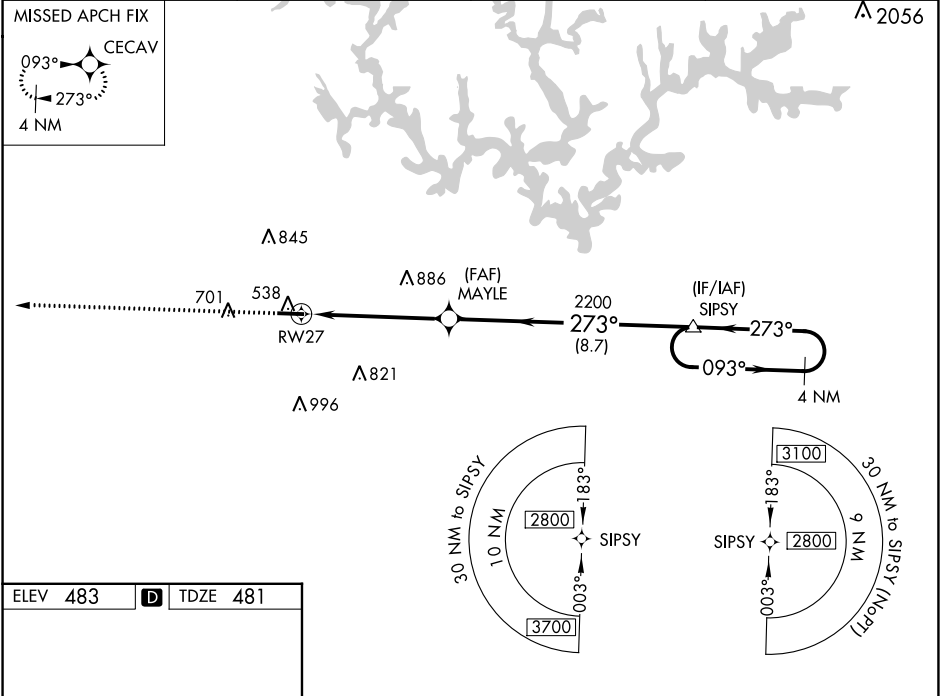 MISSED APCH FIX
CECAV
093°
273°
4 NM
2056
845
886
(FAF)
MAYLE
701
538
RW27
2200
273°
(8.7)
(IF/IAF)
SIPSY
273°
093°
4 NM
821
996
30 NM to SIPSY
10 NM
183°
2800
SIPSY
003°
3700
3100
183°
30 NM to SIPSY (NoPT)
9 NM
SIPSY
2800
003°
ELEV 483 D TDZE 481